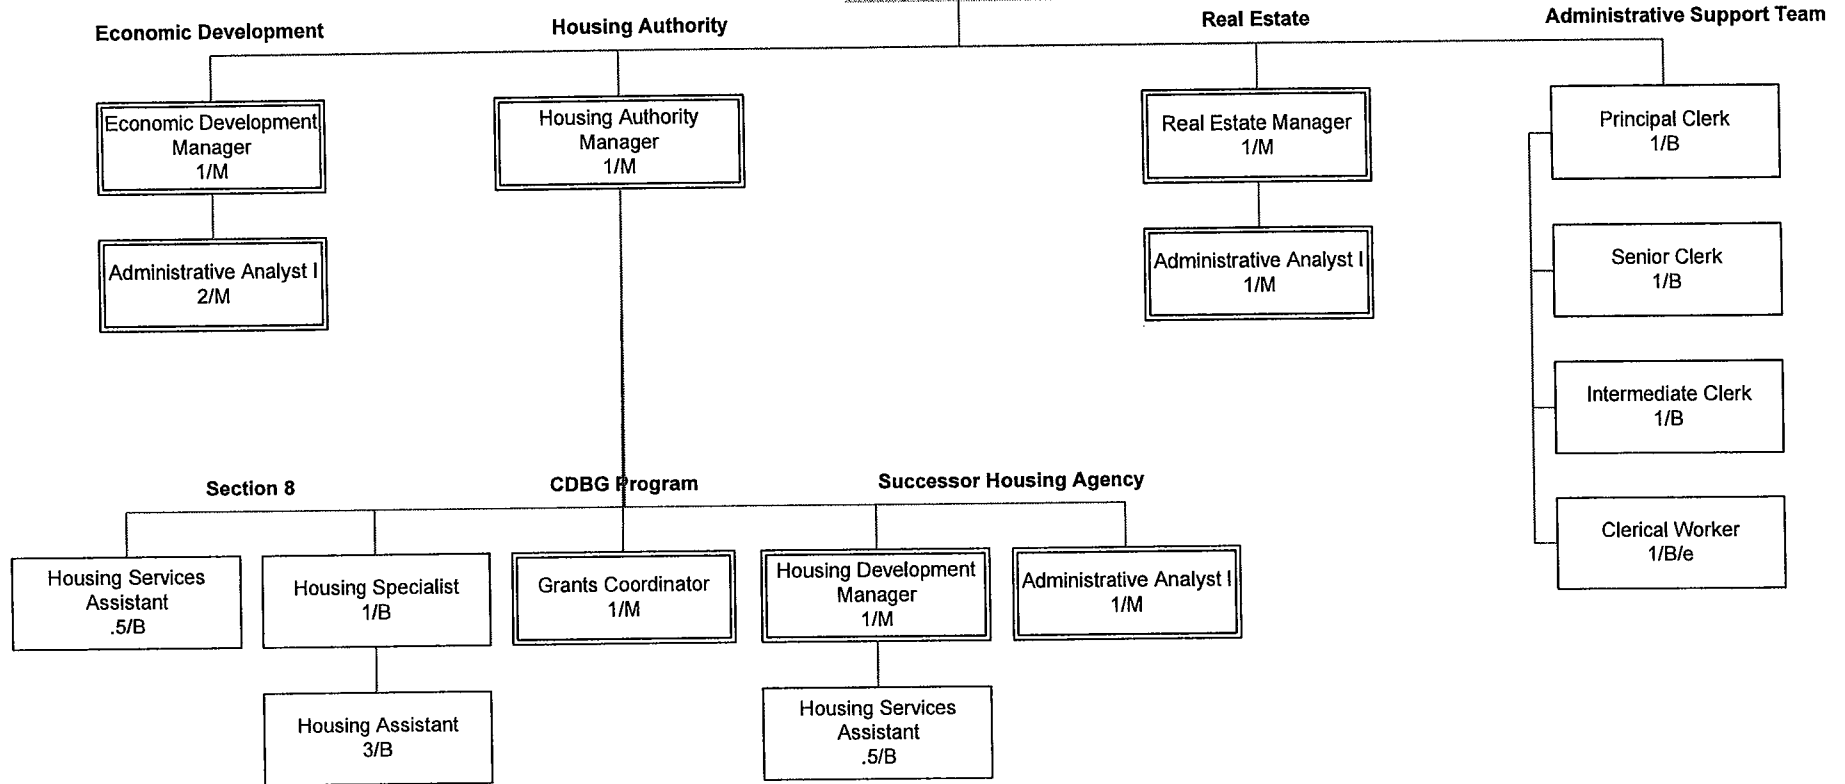 Economic Development
Housing Authority
Real Estate
Administrative Support Team
Economic Development
Manager
1/M
Housing Authority
Manager
1/M
Real Estate Manager
1/M
Principal Clerk
1/B
Administrative Analyst I
2/M
Administrative Analyst I
1/M
Senior Clerk
1/B
Intermediate Clerk
1/B
Clerical Worker
1/B/e
Section 8
CDBG Program
Successor Housing Agency
Housing Services
Assistant
.5/B
Housing Specialist
1/B
Grants Coordinator
1/M
Housing Development
Manager
1/M
Administrative Analyst I
1/M
Housing Assistant
3/B
Housing Services
Assistant
.5/B